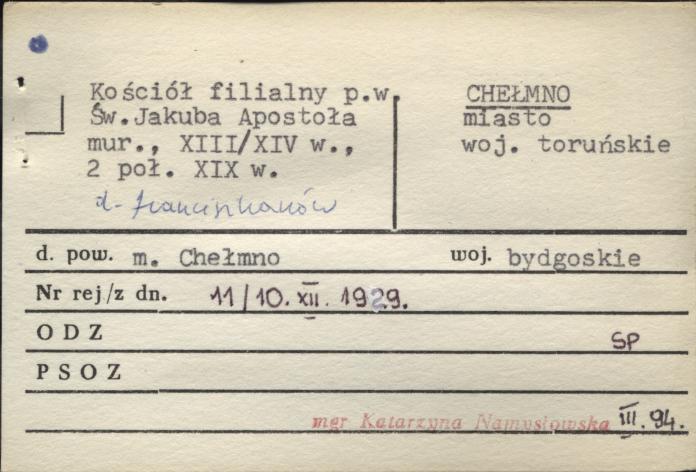 Kościół filialny p.w.
Św.Jakuba Apostoła
mur., XIII/XIV w.,
2 poł. XIX w.
d. franciszkanów
CHEŁMNO
miasto
woj. toruńskie
d. pow. m. Chełmno woj. bydgoskie
Nr rej/z dn. 11/10.XII.1929.
ODZ SP
PSOZ
mgr Katarzyna Namysłowska III.94.